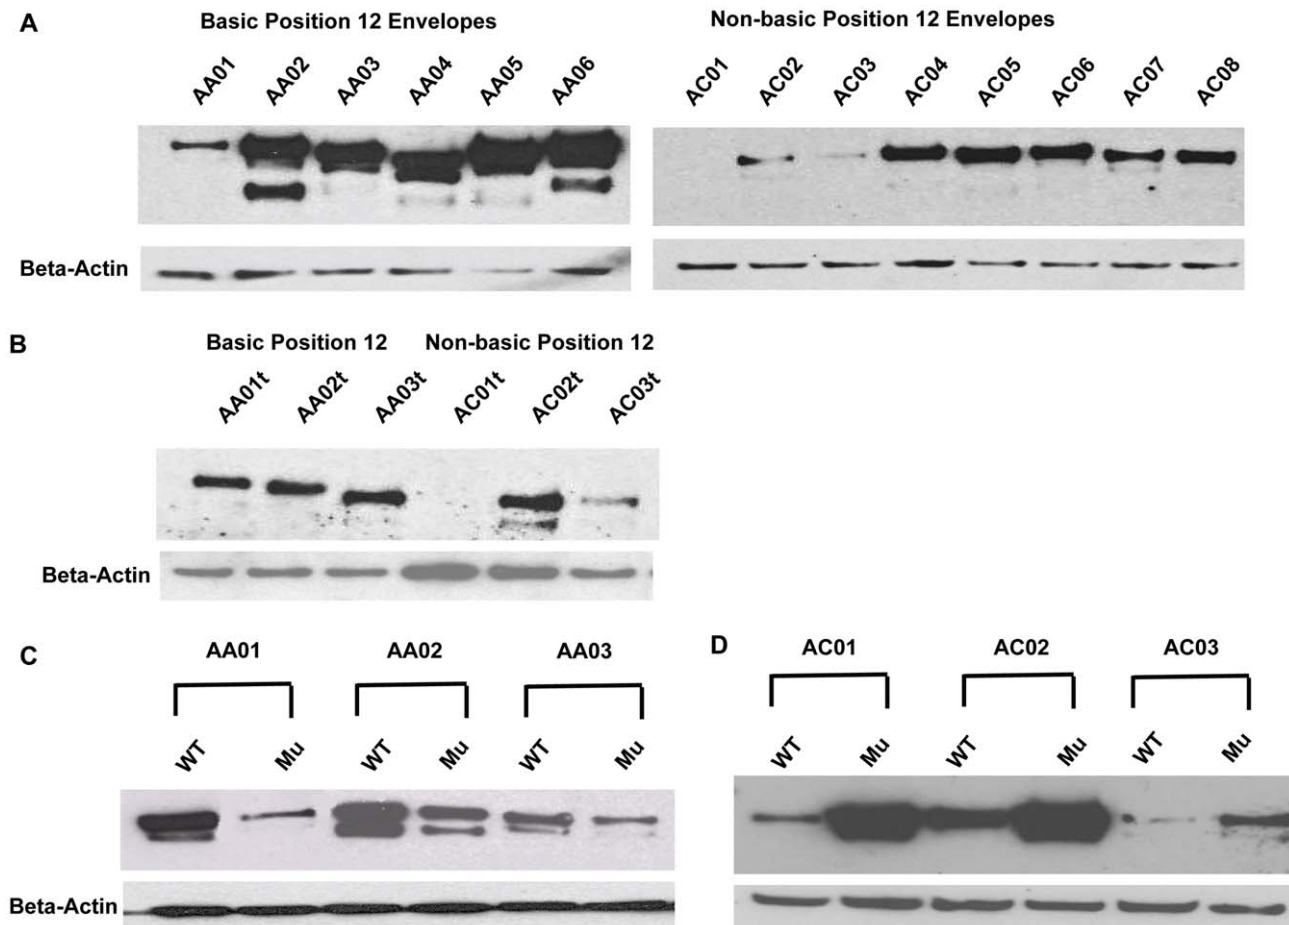 A
Basic Position 12 Envelopes
Non-basic Position 12 Envelopes
AA01 AA02 AA03 AA04 AA05 AA06
AC01 AC02 AC03 AC04 AC05 AC06 AC07 AC08
Beta-Actin
B
Basic Position 12 Non-basic Position 12
AA01t AA02t AA03t AC01t AC02t AC03t
Beta-Actin
C
AA01 AA02 AA03
WT Mu WT Mu WT Mu
Beta-Actin
D
AC01 AC02 AC03
WT Mu WT Mu WT Mu